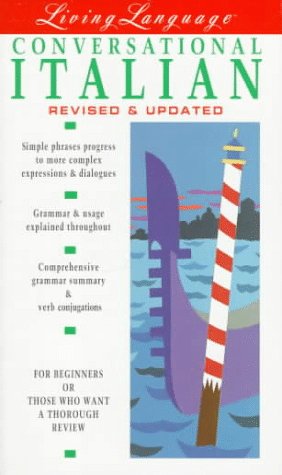 Living Language™
CONVERSATIONAL
ITALIAN
REVISED & UPDATED
Simple phrases progress
to more complex
expressions & dialogues
Grammar & usage
explained throughout
Comprehensive
grammar summary
&
verb conjugations
FOR BEGINNERS
OR
THOSE WHO WANT
A THOROUGH
REVIEW